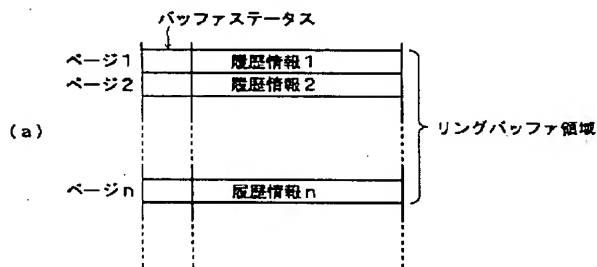 バッファステータス
ページ1 履歴情報1
ページ2 履歴情報2
(a) リングバッファ領域
ページn 履歴情報n